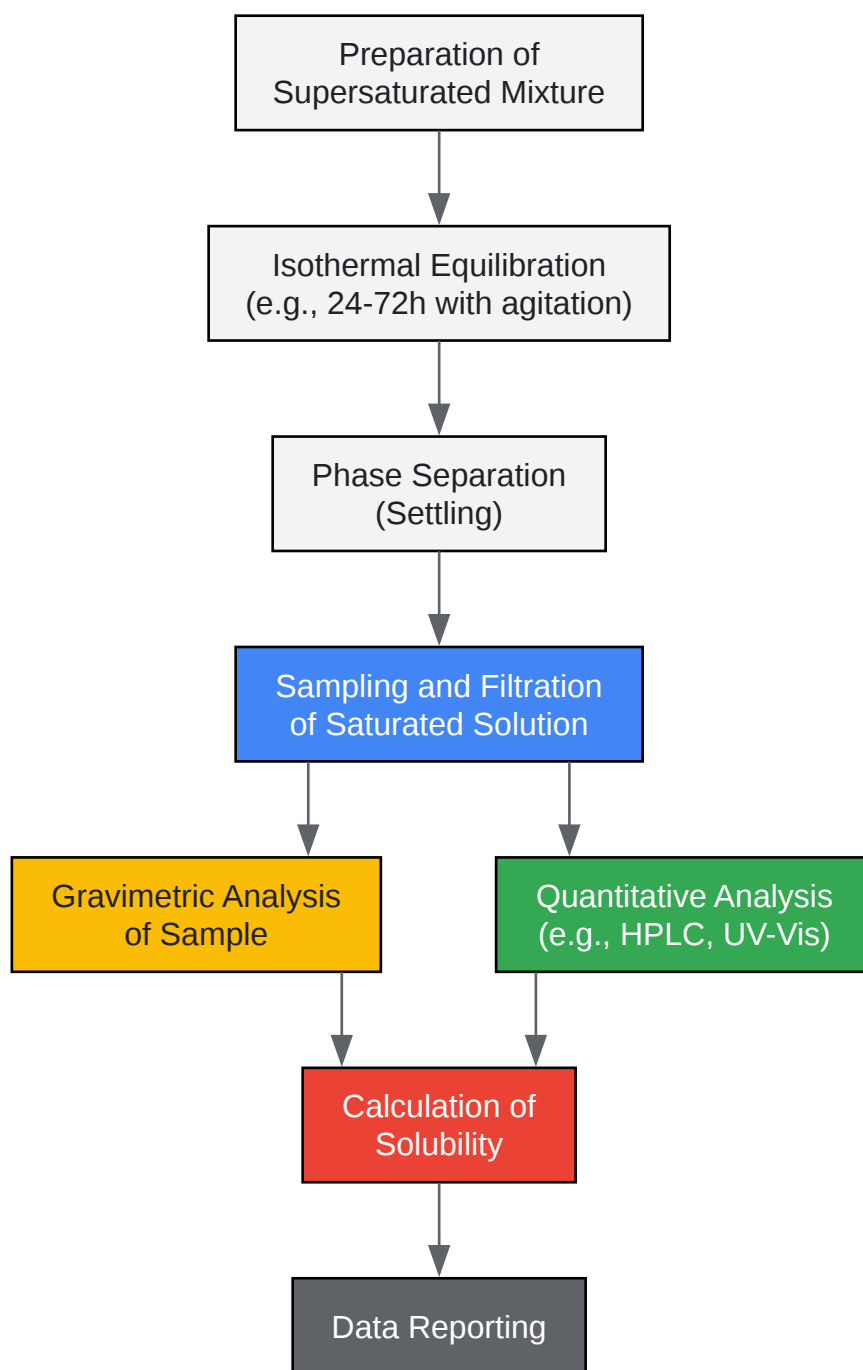 Preparation of
Supersaturated Mixture
Isothermal Equilibration
(e.g., 24-72h with agitation)
Phase Separation
(Settling)
Sampling and Filtration
of Saturated Solution
Gravimetric Analysis
of Sample
Quantitative Analysis
(e.g., HPLC, UV-Vis)
Calculation of
Solubility
Data Reporting